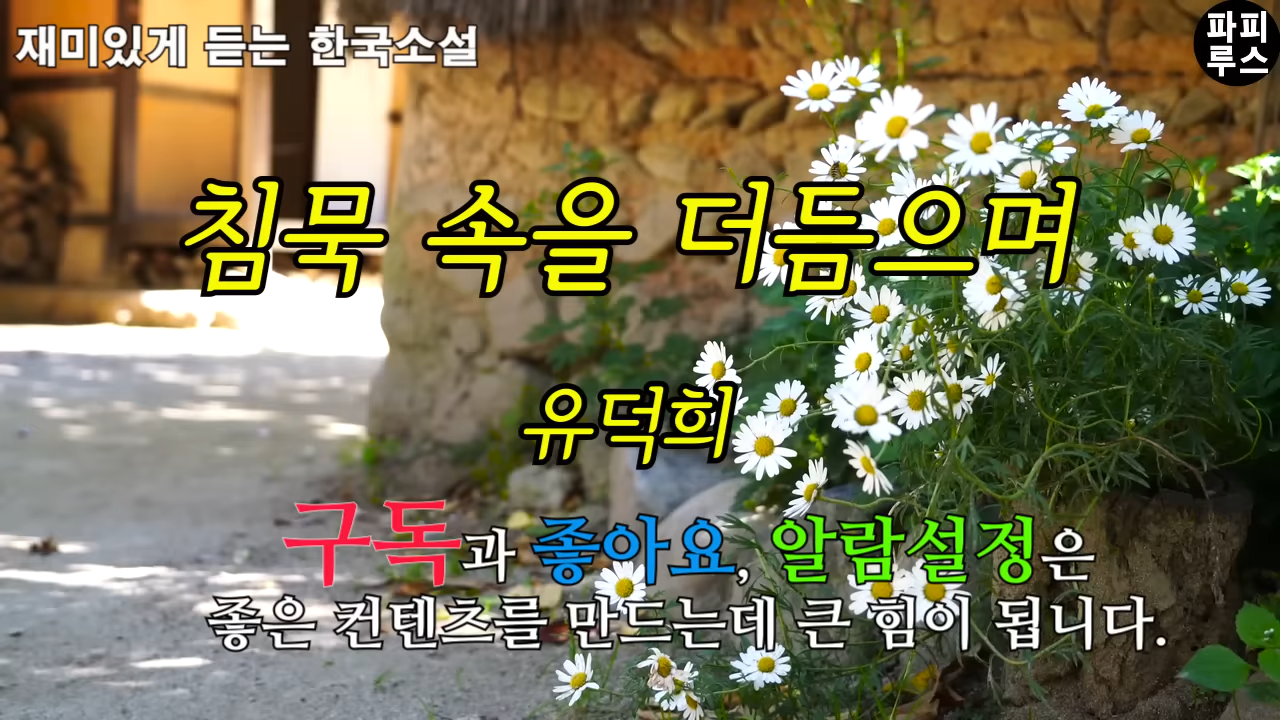 재미있게 듣는 한국소설
파피
루스
침묵 속을 더듬으며
유덕희
구독과 좋아요, 알람설정은
좋은 컨텐츠를 만드는데 큰 힘이 됩니다.